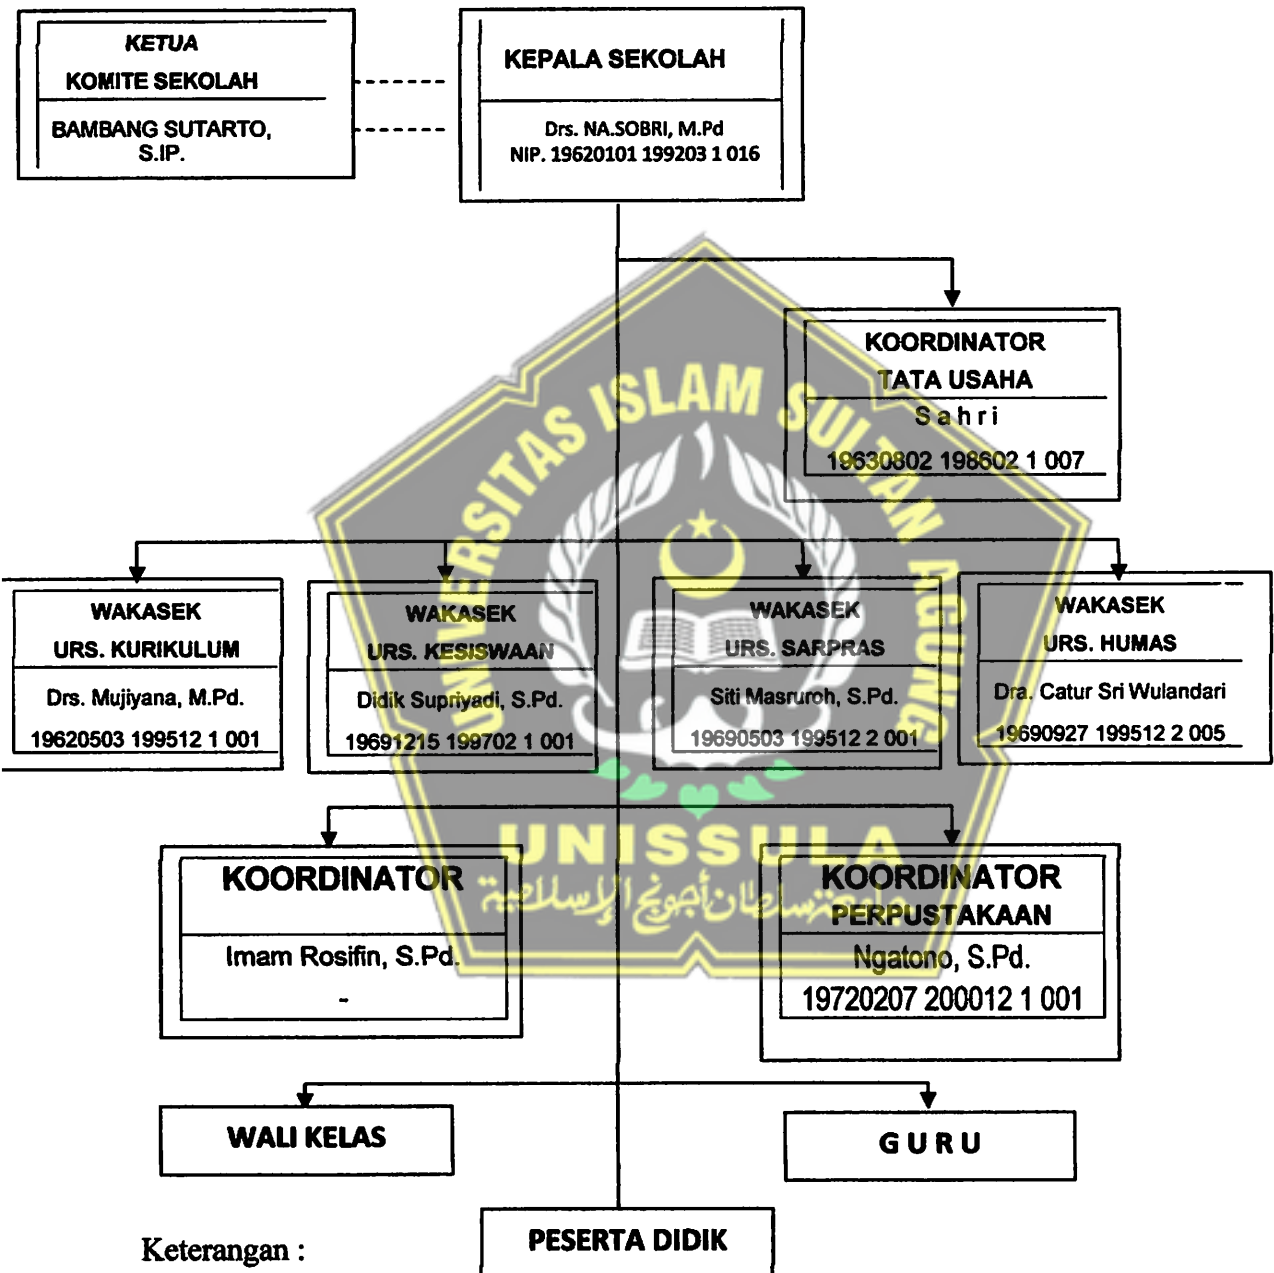 KETUA
KOMITE SEKOLAH
BAMBANG SUTARTO,
S.IP.
KEPALA SEKOLAH
Drs. NA.SOBRI, M.Pd
NIP. 19620101 199203 1 016
KOORDINATOR
TATA USAHA
S a h r i
19630802 198602 1 007
UNIVERSITAS ISLAM SULTAN AGUNG
WAKASEK
URS. KURIKULUM
Drs. Mujiyana, M.Pd.
19620503 199512 1 001
WAKASEK
URS. KESISWAAN
Didik Supriyadi, S.Pd.
19691215 199702 1 001
WAKASEK
URS. SARPRAS
Siti Masruroh, S.Pd.
19690503 199512 2 001
WAKASEK
URS. HUMAS
Dra. Catur Sri Wulandari
19690927 199512 2 005
UNISSULA
جامعة سلطان أجونج الإسلامية
KOORDINATOR
Imam Rosifin, S.Pd.
-
KOORDINATOR
PERPUSTAKAAN
Ngatono, S.Pd.
19720207 200012 1 001
WALI KELAS
G U R U
PESERTA DIDIK
Keterangan :